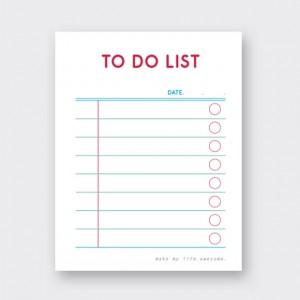 TO DO LIST
DATE. . .
make my life awesome.